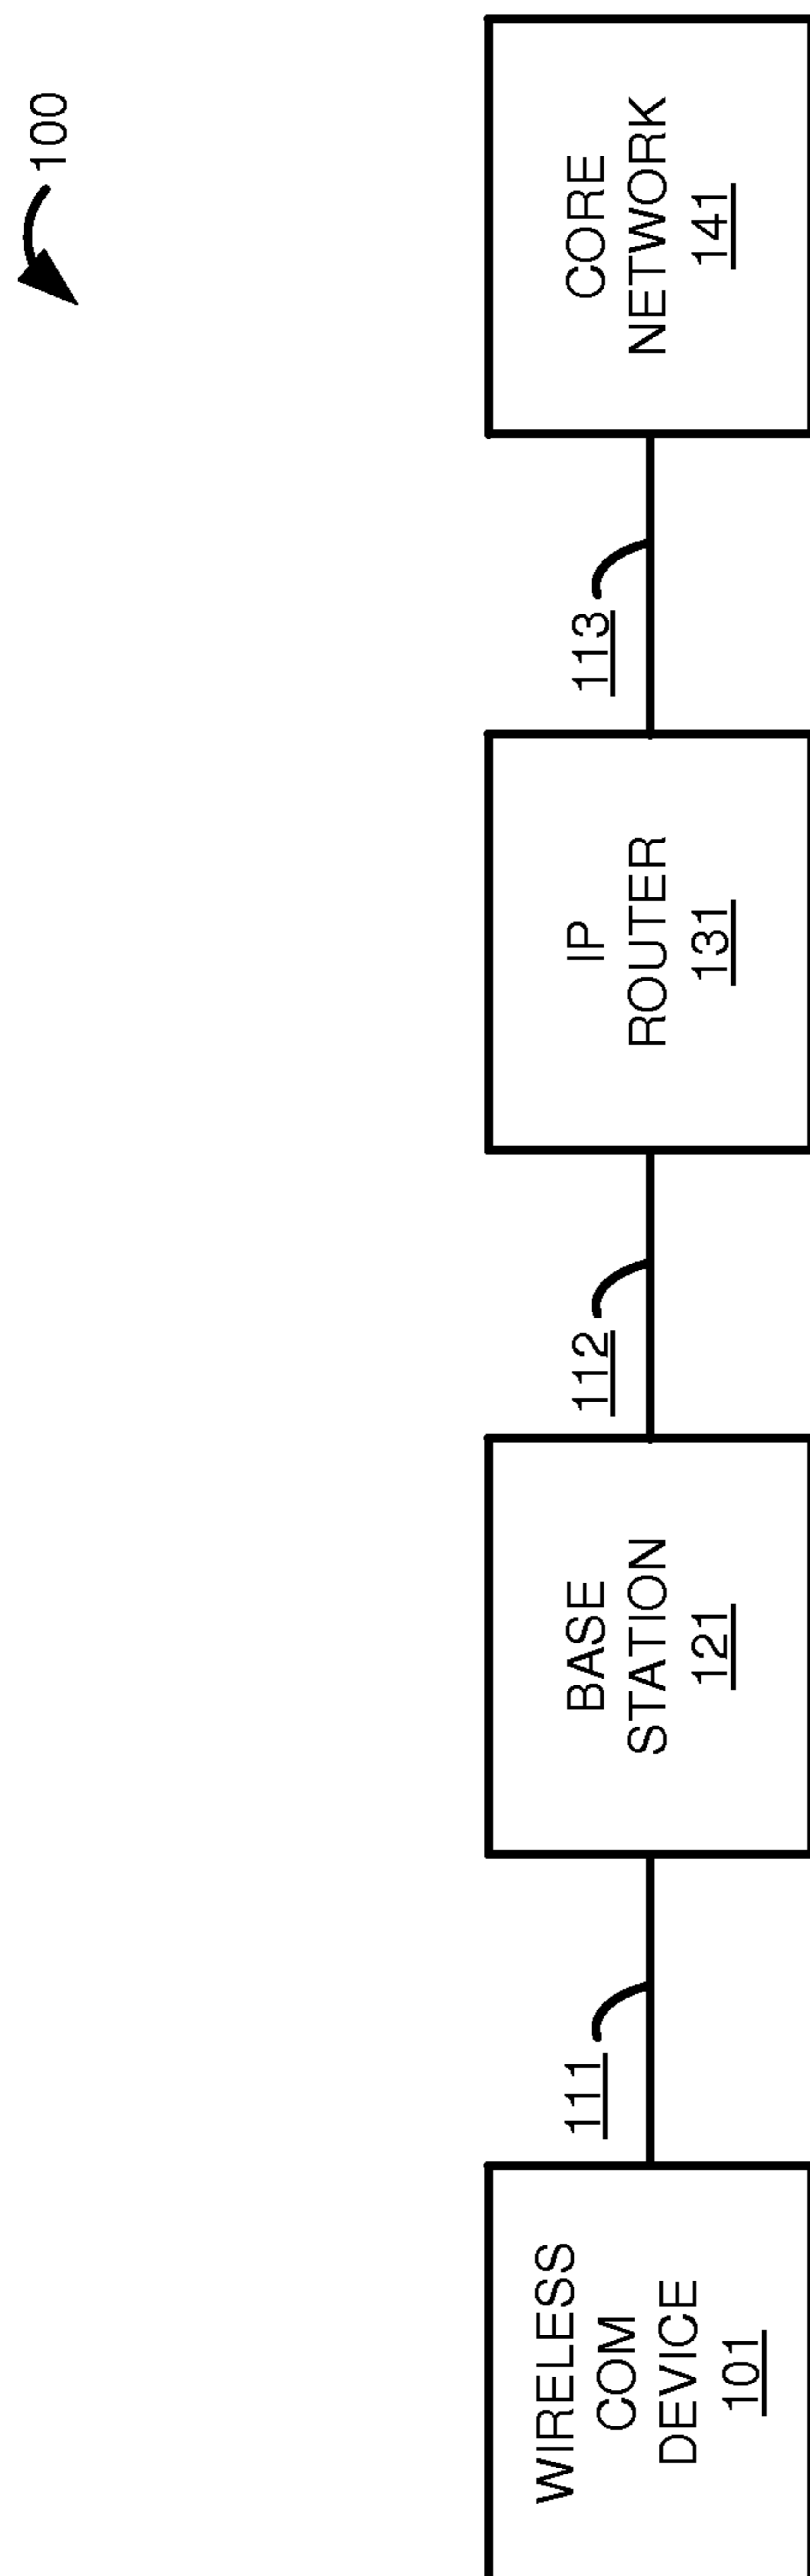 100
WIRELESS
COM
DEVICE
101
111
BASE
STATION
121
112
IP
ROUTER
131
113
CORE
NETWORK
141